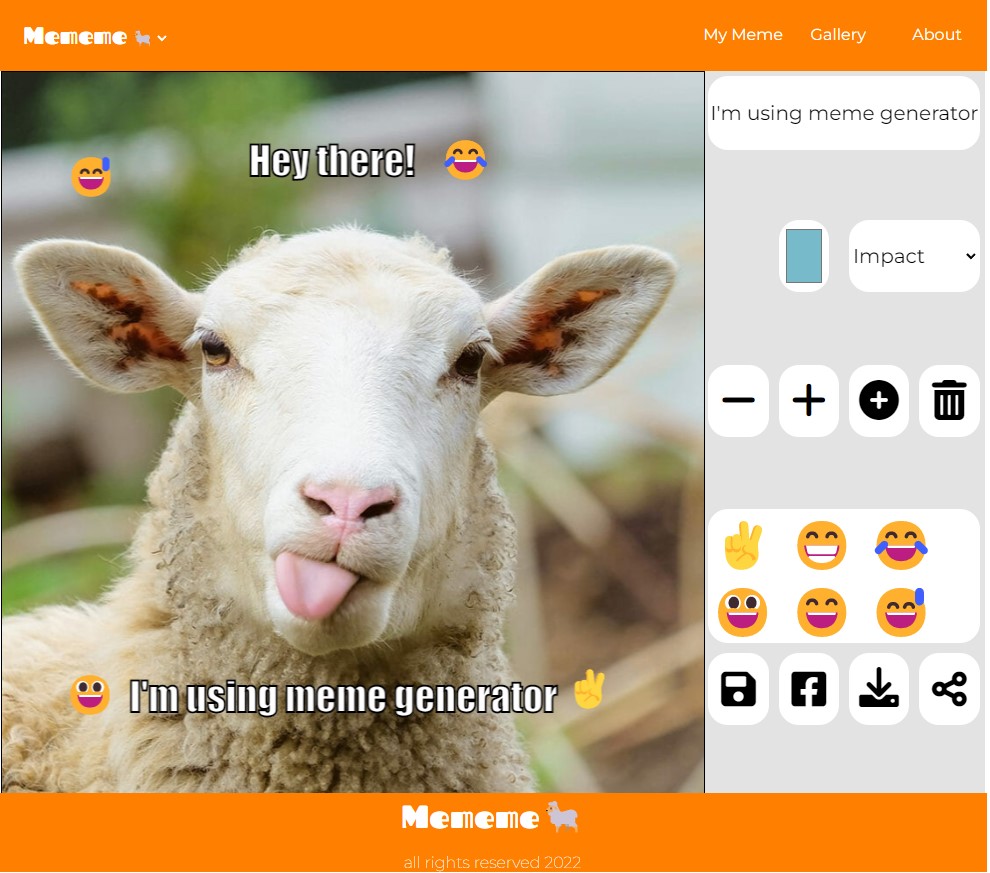 Mememe
My Meme Gallery About
I'm using meme generator
Hey there!
Impact
I'm using meme generator
Mememe
all rights reserved 2022